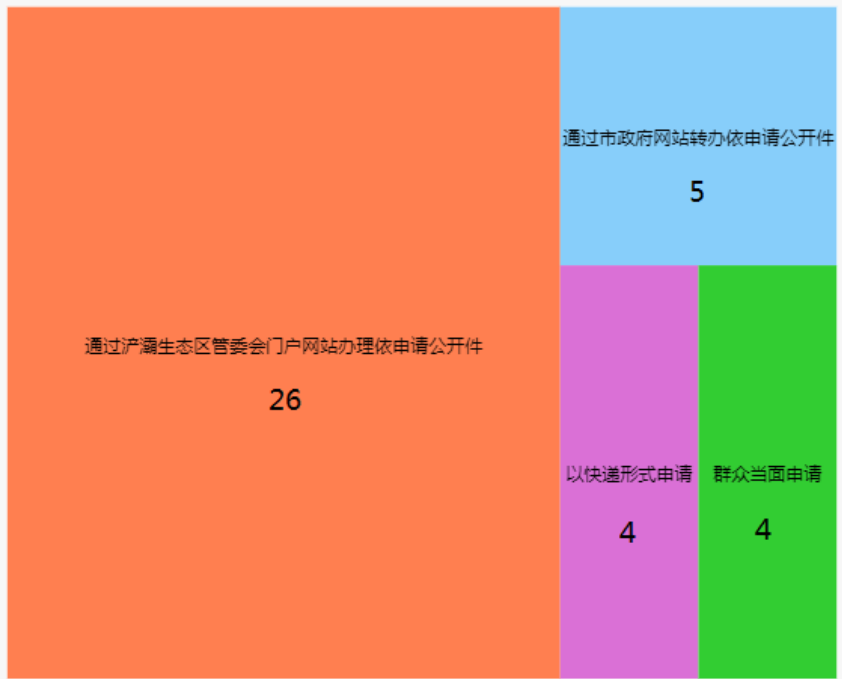 通过浐灞生态区管委会门户网站办理依申请公开件
26
通过市政府网站转办依申请公开件
5
以快递形式申请
4
群众当面申请
4